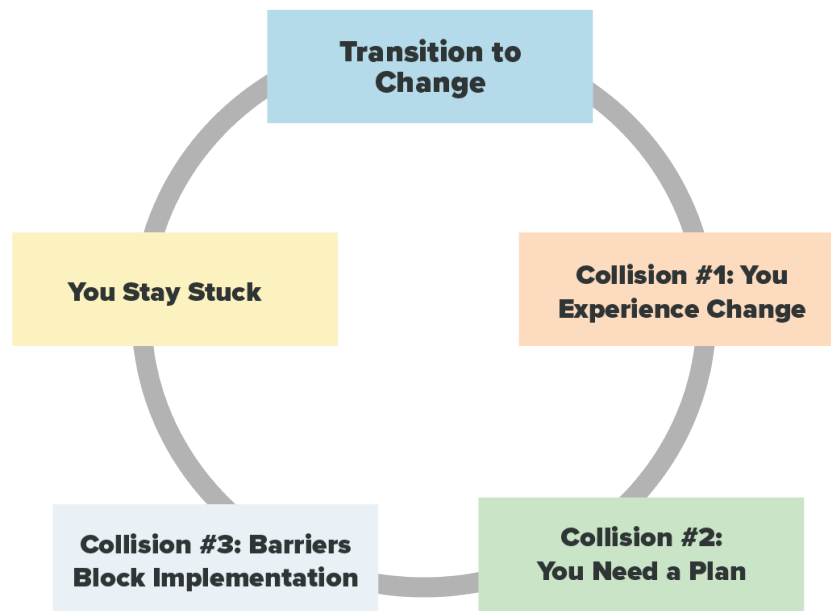 Transition to
Change
Collision #1: You
Experience Change
Collision #2:
You Need a Plan
Collision #3: Barriers
Block Implementation
You Stay Stuck